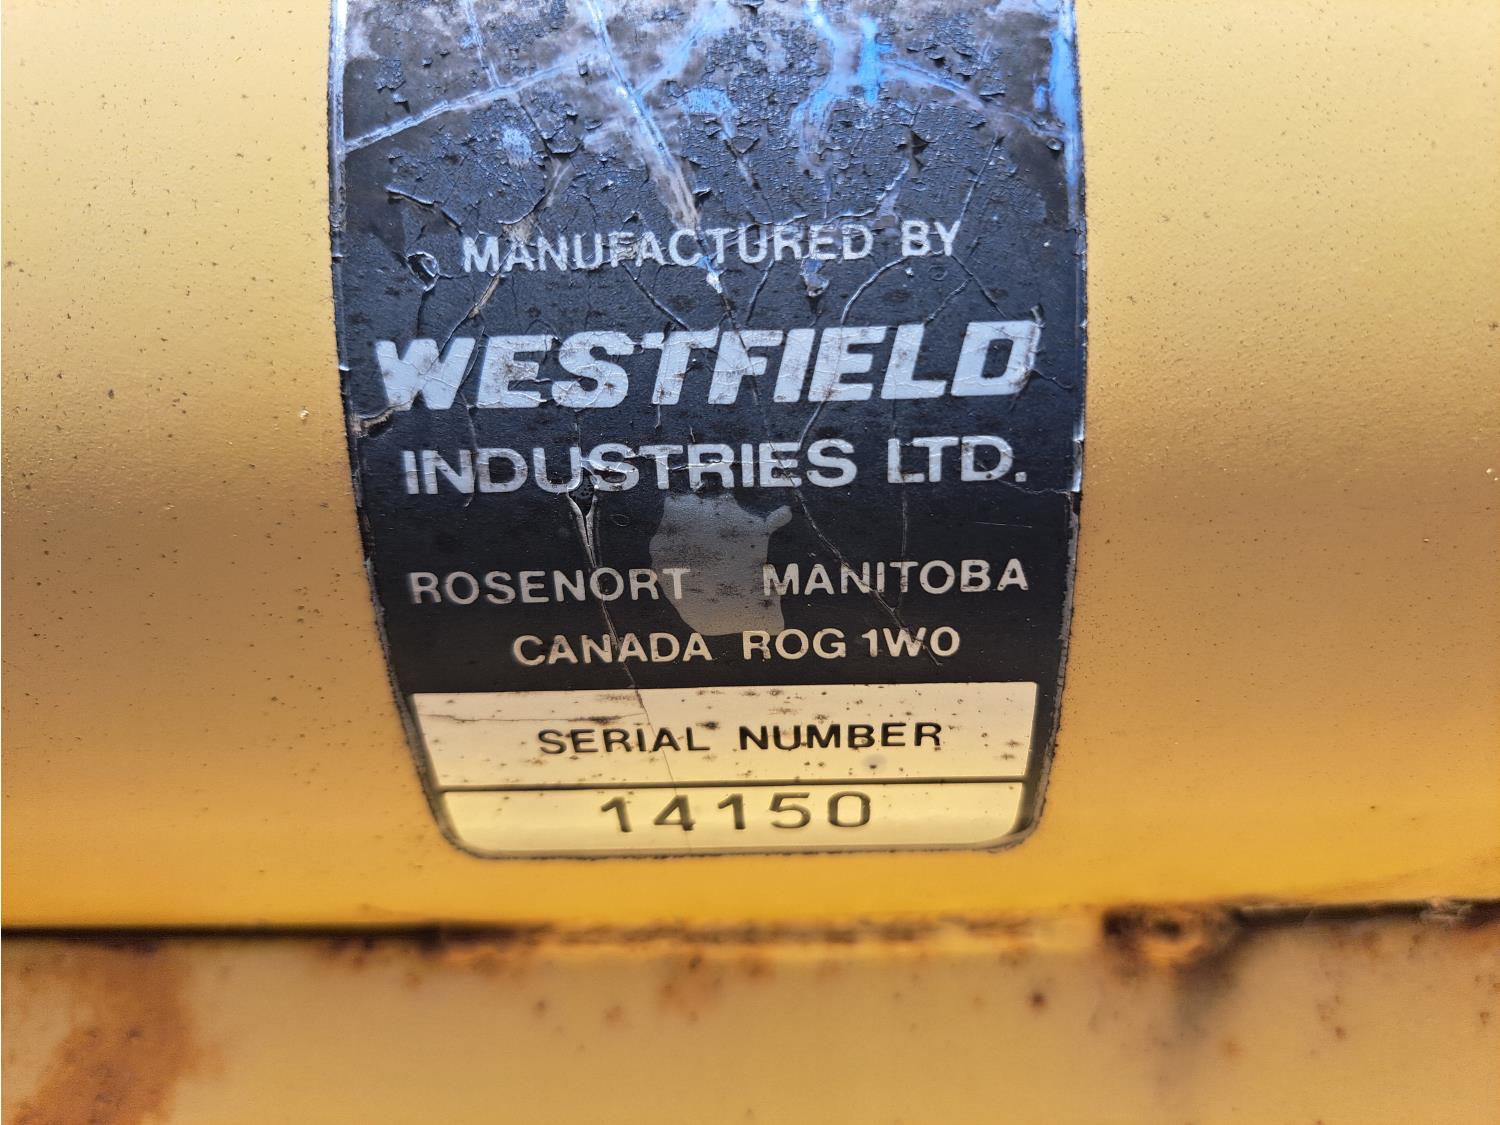 MANUFACTURED BY
WESTFIELD
INDUSTRIES LTD.
ROSENORT MANITOBA
CANADA ROG 1WO
SERIAL NUMBER
14150